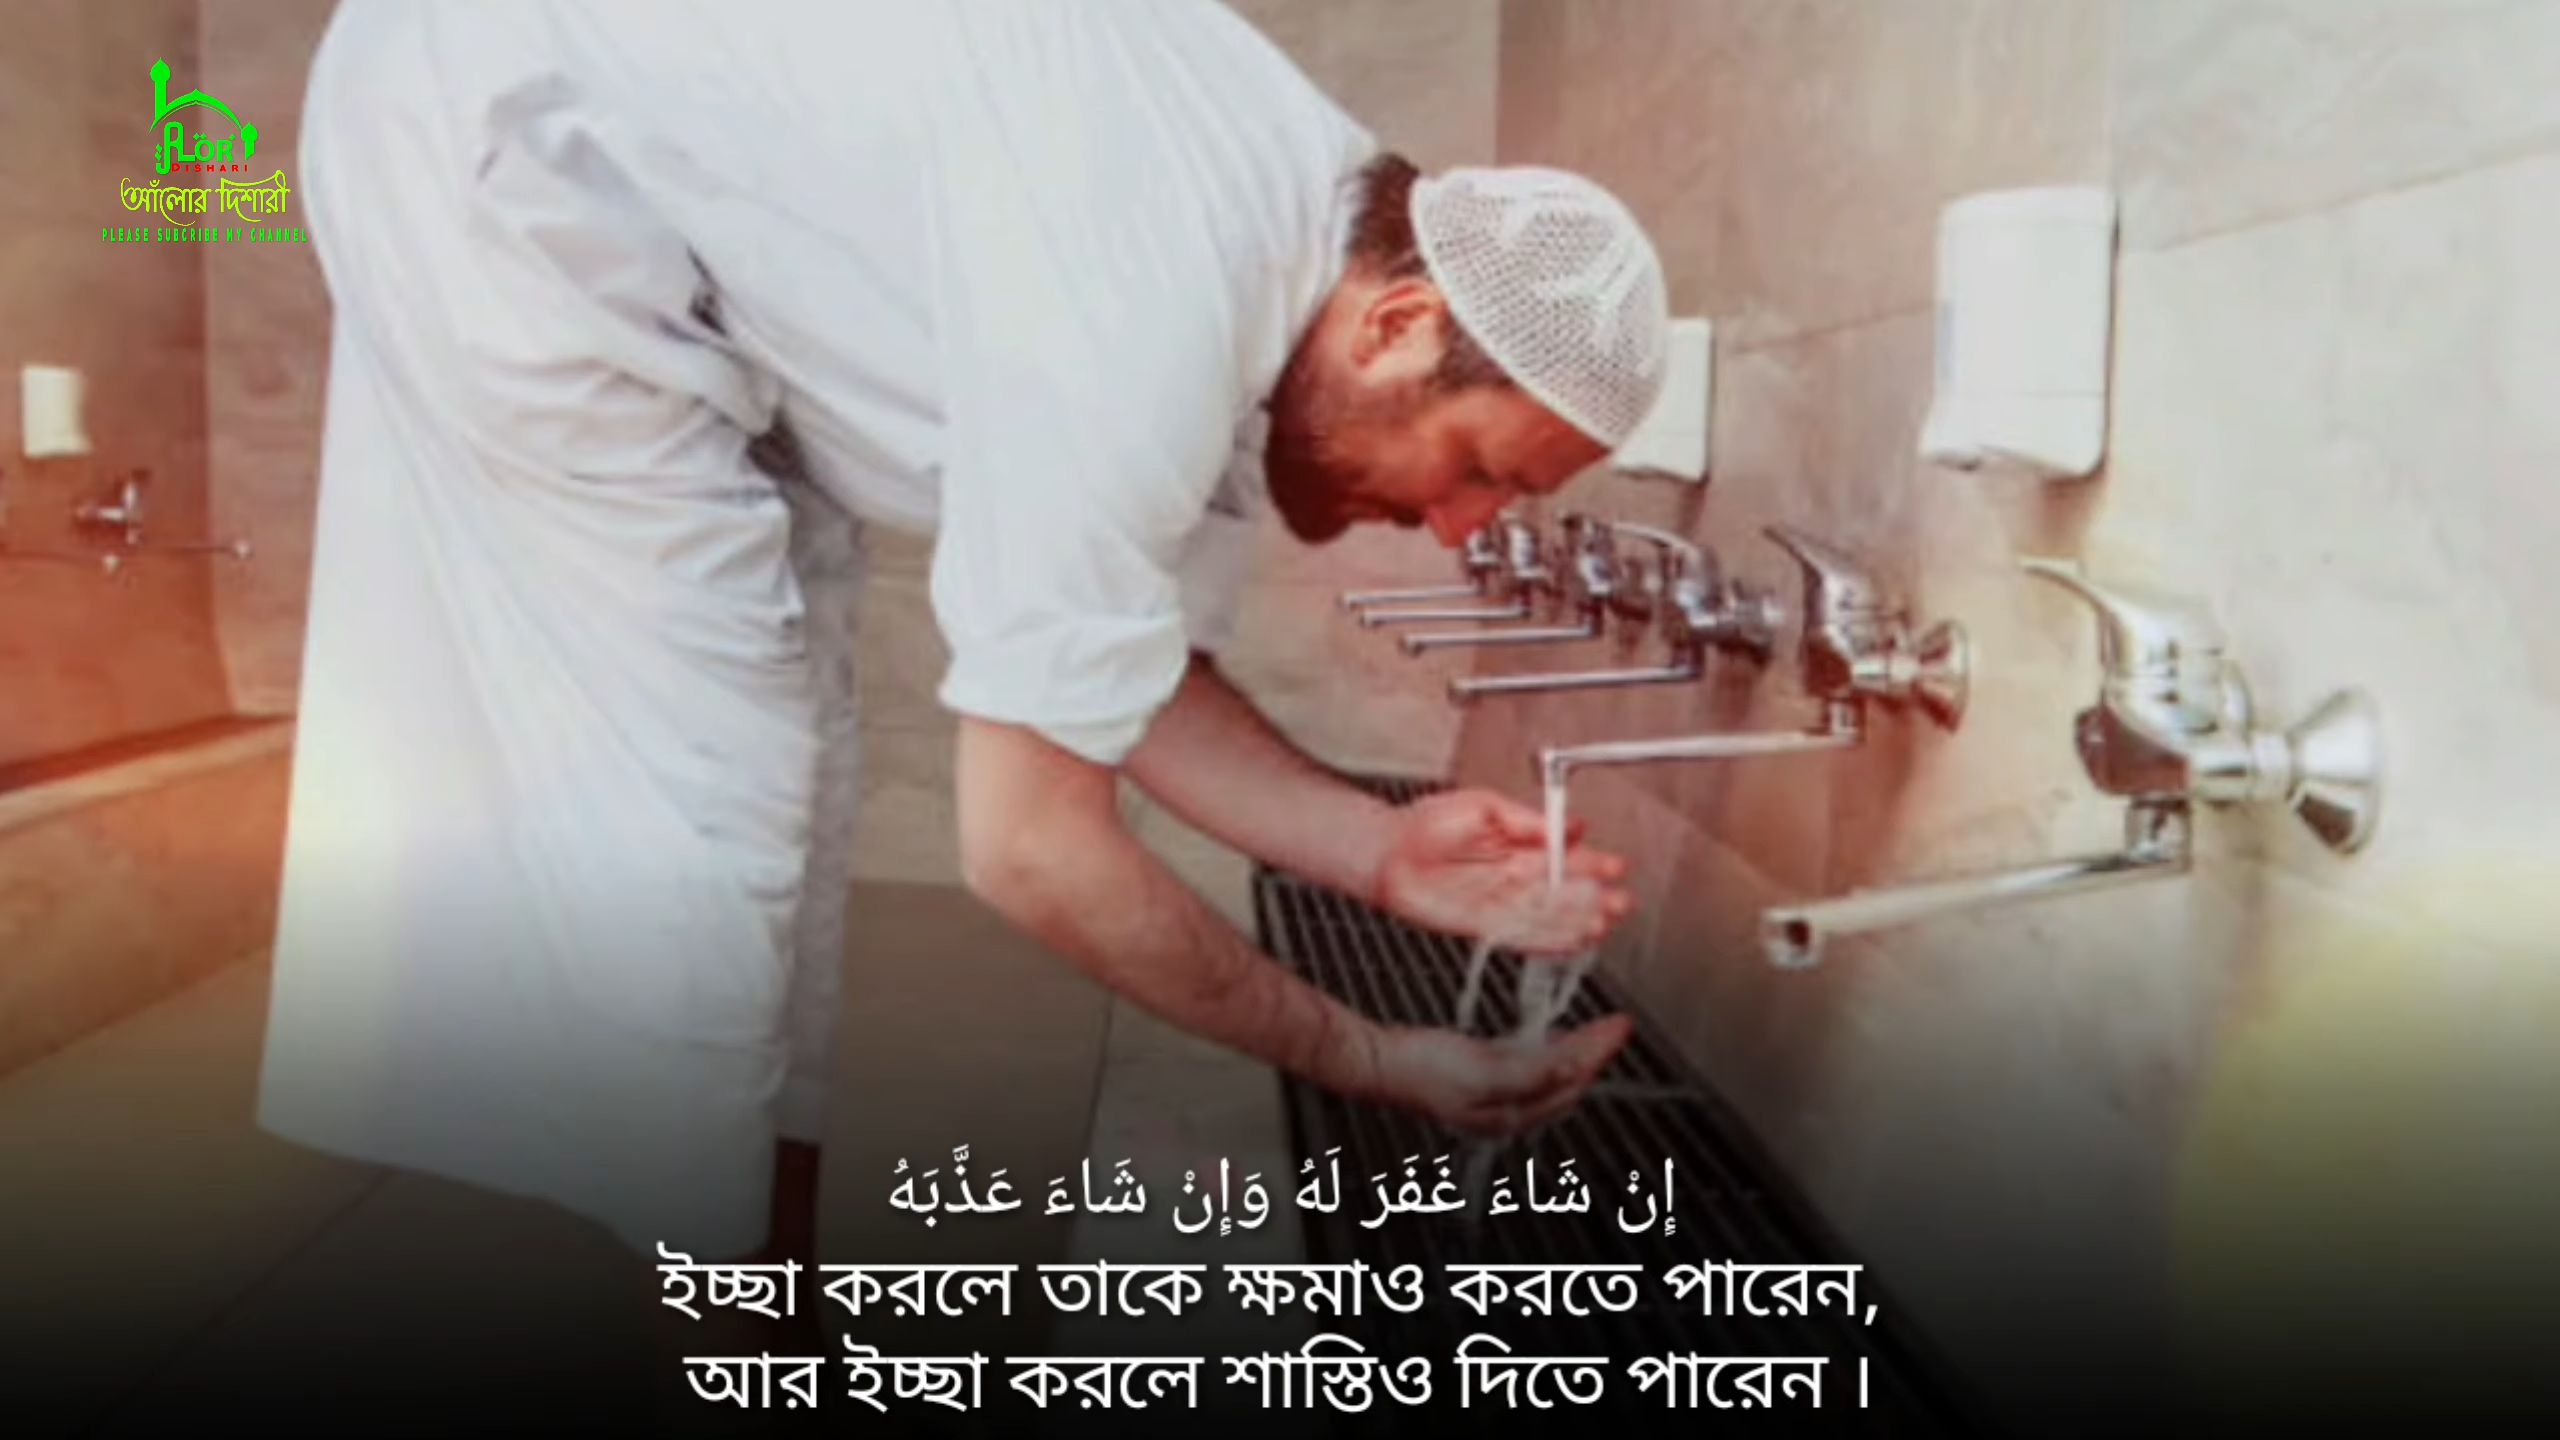 ALOR
DISHARI
আঁলোর দিশারী
PLEASE SUBCRIBE MY CHANNEL
إِنْ شَاءَ غَفَرَ لَهُ وَإِنْ شَاءَ عَذَّبَهُ
ইচ্ছা করলে তাকে ক্ষমাও করতে পারেন,
আর ইচ্ছা করলে শাস্তিও দিতে পারেন ।